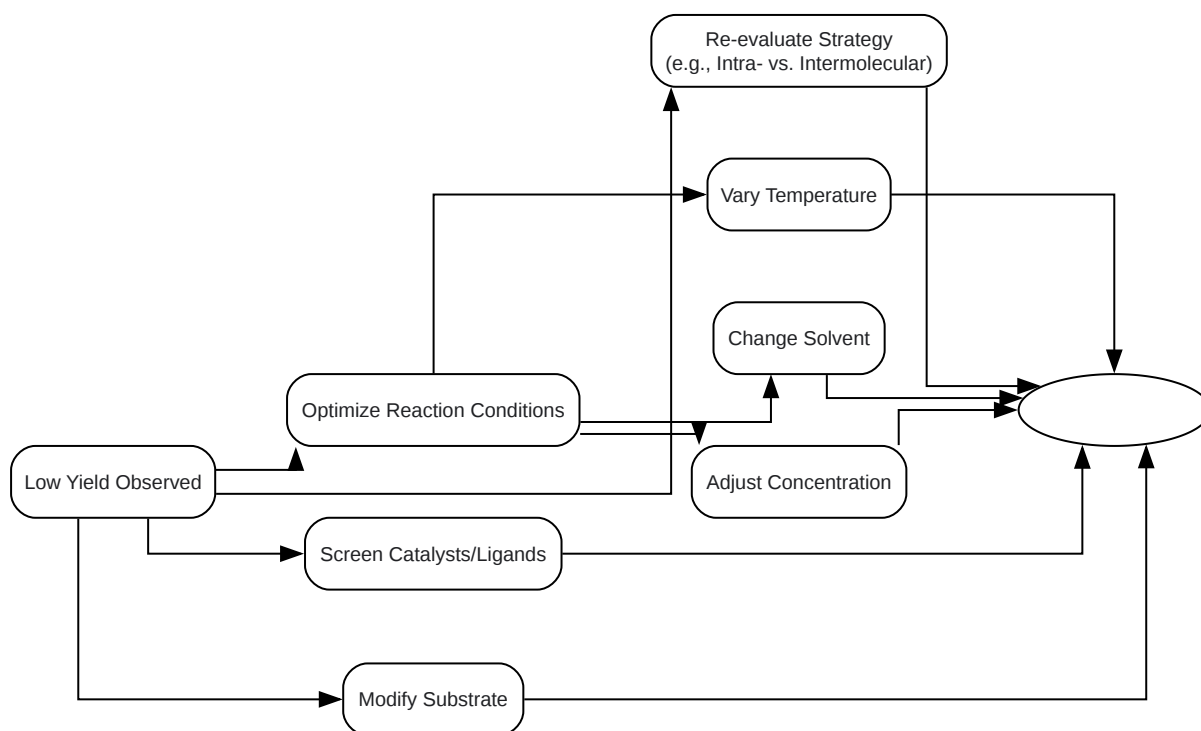 Re-evaluate Strategy
(e.g., Intra- vs. Intermolecular)
Vary Temperature
Change Solvent
Optimize Reaction Conditions
Low Yield Observed
Adjust Concentration
Screen Catalysts/Ligands
Modify Substrate